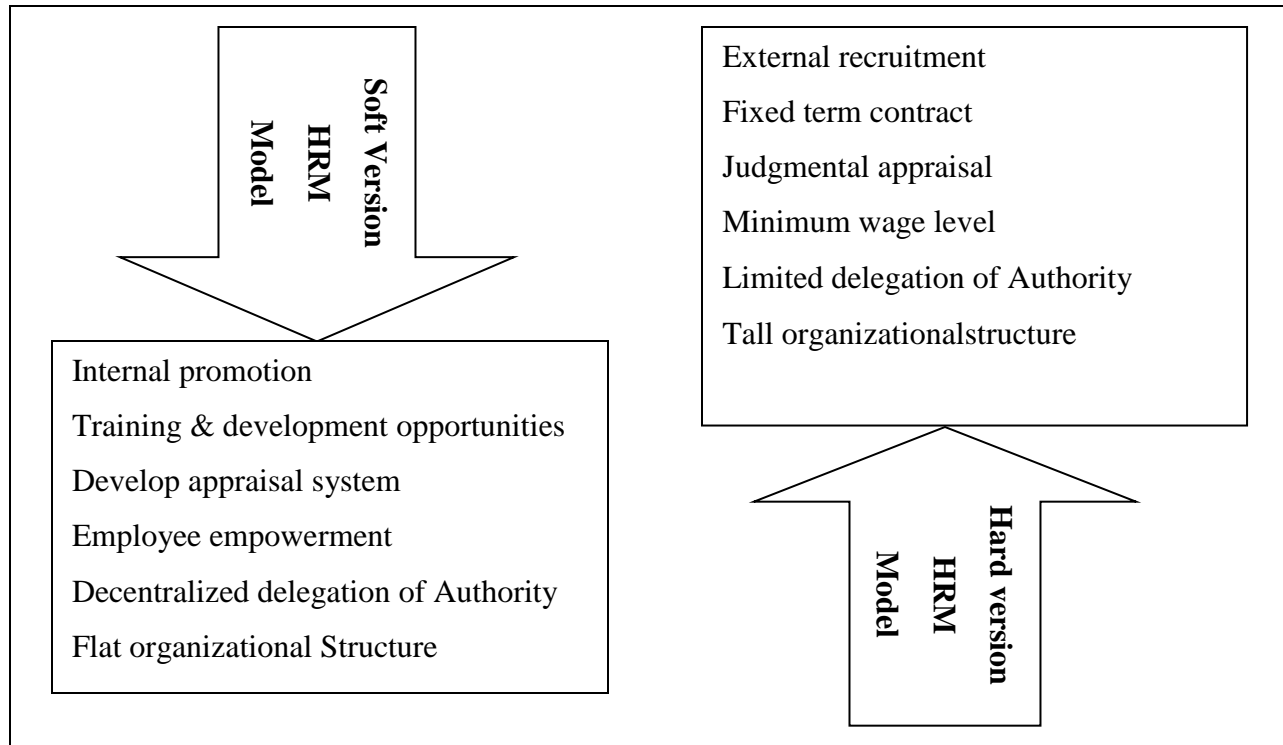 Soft Version
HRM
Model
Internal promotion
Training & development opportunities
Develop appraisal system
Employee empowerment
Decentralized delegation of Authority
Flat organizational Structure
External recruitment
Fixed term contract
Judgmental appraisal
Minimum wage level
Limited delegation of Authority
Tall organizationalstructure
Hard version
HRM
Model